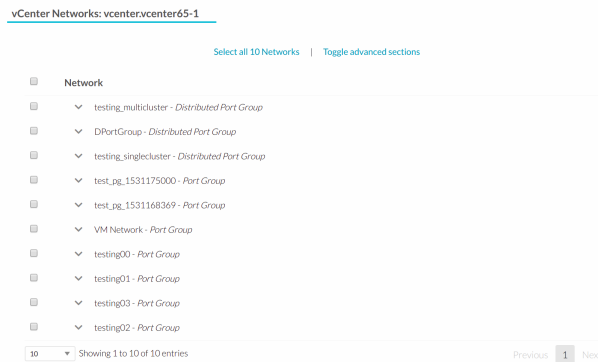 vCenter Networks: vcenter.vcenter65-1
Select all 10 Networks | Toggle advanced sections
Network
testing_multicluster - Distributed Port Group
DPortGroup - Distributed Port Group
testing_singlecluster - Distributed Port Group
test_pg_1531175000 - Port Group
test_pg_1531168369 - Port Group
VM Network - Port Group
testing00 - Port Group
testing01 - Port Group
testing03 - Port Group
testing02 - Port Group
10 Showing 1 to 10 of 10 entries Previous 1 Nex